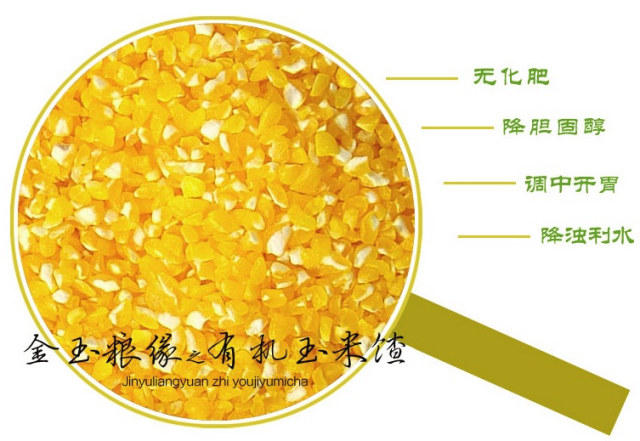 无化肥
降胆固醇
调中开胃
降浊利水
金玉粮缘之有机玉米馇
Jinyuliangyuan zhi youjiyumicha